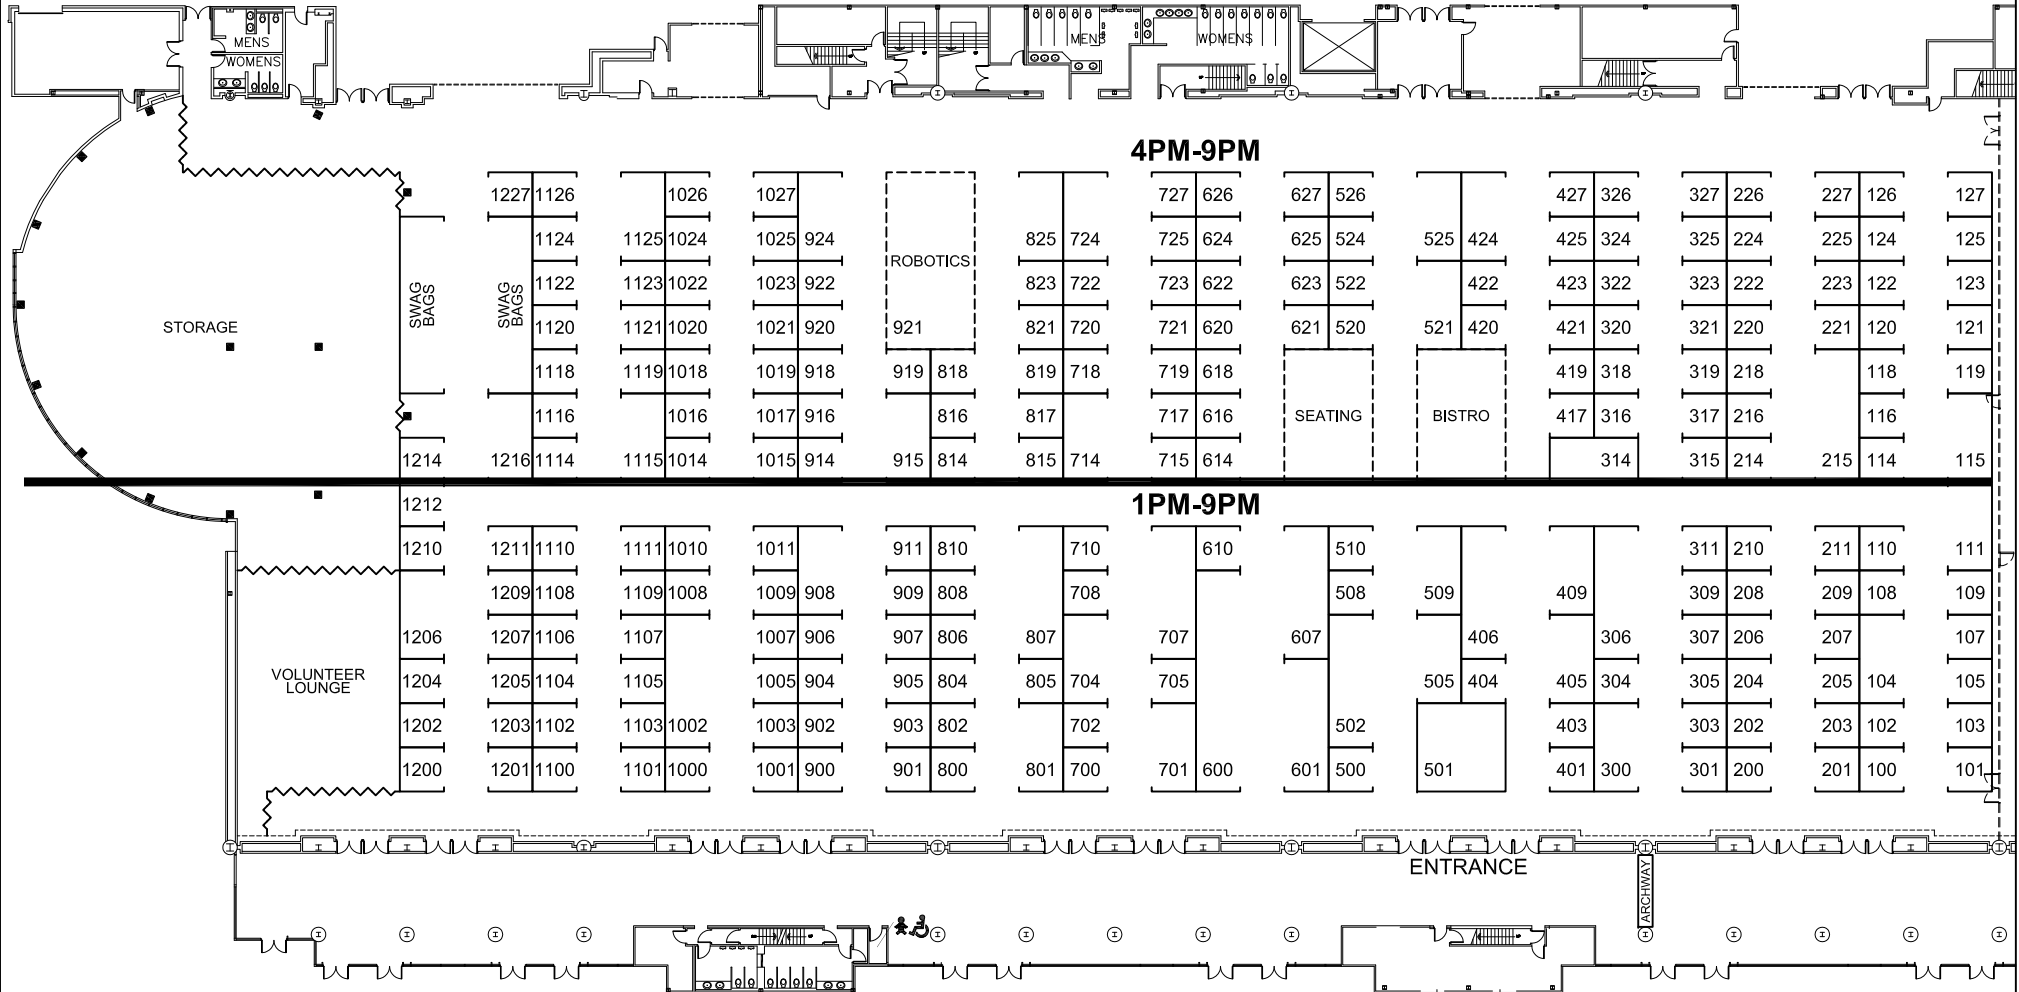 MENS
WOMENS
MENS
WOMENS
4PM-9PM
1227 1126 1026 1027 727 626 627 526 427 326 327 226 227 126 127
1124 1125 1024 1025 924 825 724 725 624 625 524 525 424 425 324 325 224 225 124 125
ROBOTICS
1122 1123 1022 1023 922 823 722 723 622 623 522 422 423 322 323 222 223 122 123
SWAG
BAGS
SWAG
BAGS
STORAGE
1120 1121 1020 1021 920 921 821 720 721 620 621 520 521 420 421 320 321 220 221 120 121
1118 1119 1018 1019 918 919 818 819 718 719 618 419 318 319 218 118 119
1116 1016 1017 916 816 817 717 616 SEATING BISTRO 417 316 317 216 116
1214 1216 1114 1115 1014 1015 914 915 814 815 714 715 614 314 315 214 215 114 115
1PM-9PM
1212
1210 1211 1110 1111 1010 1011 911 810 710 610 510 311 210 211 110 111
1209 1108 1109 1008 1009 908 909 808 708 508 509 409 309 208 209 108 109
1206 1207 1106 1107 1007 906 907 806 807 707 607 406 306 307 206 207 107
VOLUNTEER
LOUNGE
1204 1205 1104 1105 1005 904 905 804 805 704 705 505 404 405 304 305 204 205 104 105
1202 1203 1102 1103 1002 1003 902 903 802 702 502 403 303 202 203 102 103
1200 1201 1100 1101 1000 1001 900 901 800 801 700 701 600 601 500 501 401 300 301 200 201 100 101
ENTRANCE
ARCHWAY